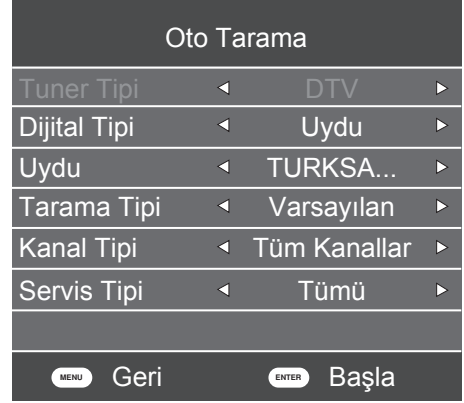 Oto Tarama
Tuner Tipi DTV
Dijital Tipi Uydu
Uydu TURKSA...
Tarama Tipi Varsayılan
Kanal Tipi Tüm Kanallar
Servis Tipi Tümü
MENU Geri ENTER Başla